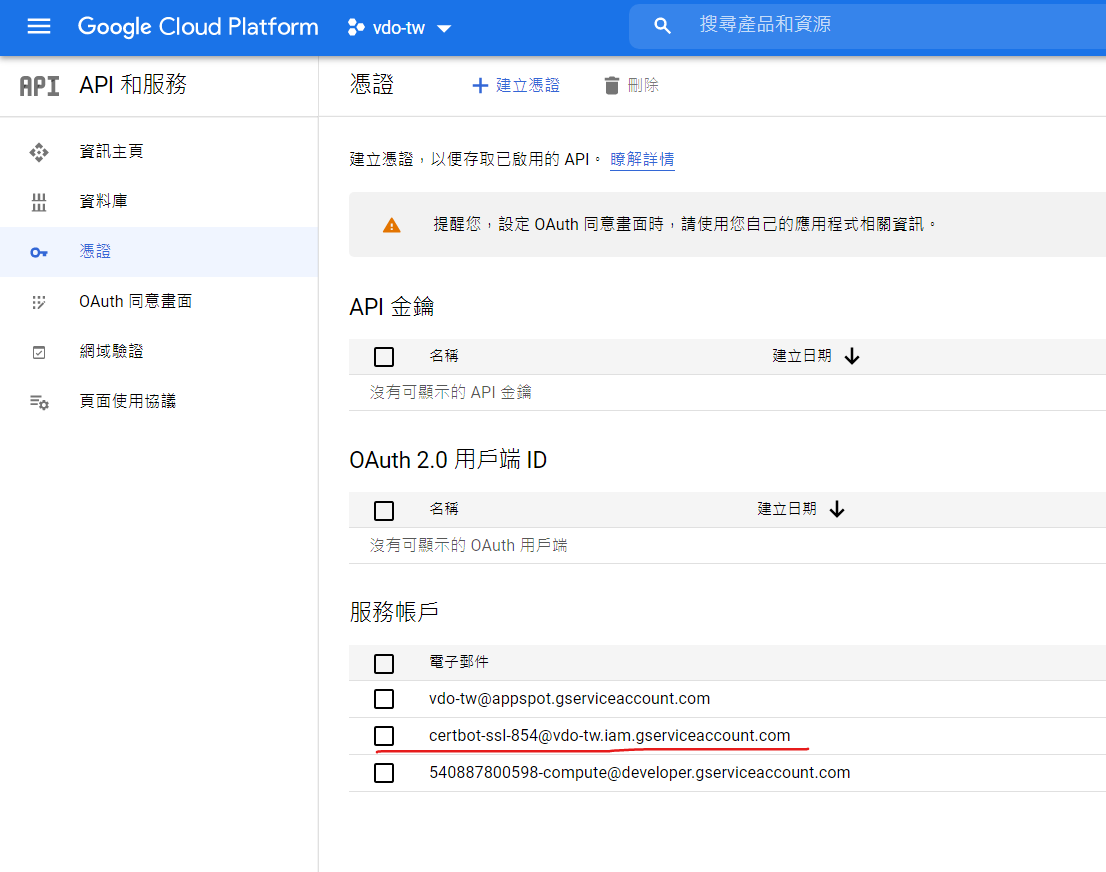 Google Cloud Platform
vdo-tw
搜尋產品和資源
API
API 和服務
資訊主頁
資料庫
憑證
OAuth 同意畫面
網域驗證
頁面使用協議
憑證
建立憑證
刪除
建立憑證，以便存取已啟用的 API。 瞭解詳情
提醒您，設定 OAuth 同意畫面時，請使用您自己的應用程式相關資訊。
API 金鑰
名稱 建立日期
沒有可顯示的 API 金鑰
OAuth 2.0 用戶端 ID
名稱 建立日期
沒有可顯示的 OAuth 用戶端
服務帳戶
電子郵件
vdo-tw@appspot.gserviceaccount.com
certbot-ssl-854@vdo-tw.iam.gserviceaccount.com
540887800598-compute@developer.gserviceaccount.com